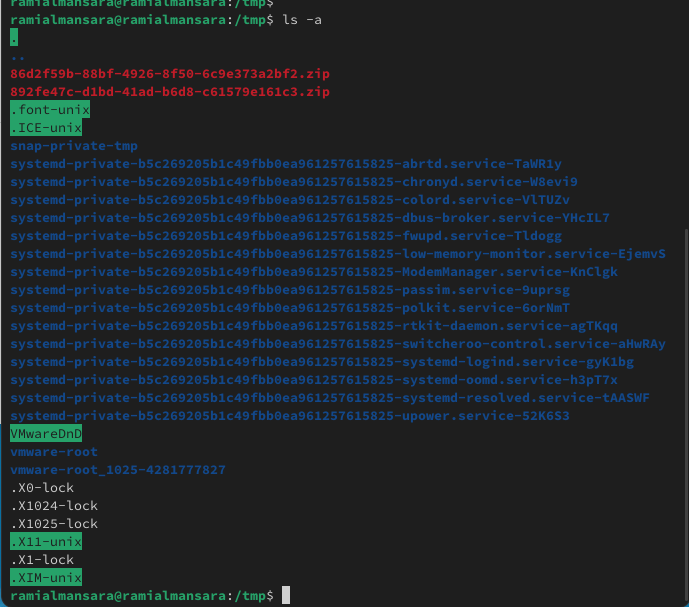 ramialmansara@ramialmansara:/tmp$
ramialmansara@ramialmansara:/tmp$ ls -a
.
..
86d2f59b-88bf-4926-8f50-6c9e373a2bf2.zip
892fe47c-d1bd-41ad-b6d8-c61579e161c3.zip
.font-unix
.ICE-unix
snap-private-tmp
systemd-private-b5c269205b1c49fbb0ea961257615825-abrtd.service-TaWR1y
systemd-private-b5c269205b1c49fbb0ea961257615825-chronyd.service-W8evi9
systemd-private-b5c269205b1c49fbb0ea961257615825-colord.service-VlTUZv
systemd-private-b5c269205b1c49fbb0ea961257615825-dbus-broker.service-YHcIL7
systemd-private-b5c269205b1c49fbb0ea961257615825-fwupd.service-Tldogg
systemd-private-b5c269205b1c49fbb0ea961257615825-low-memory-monitor.service-EjemvS
systemd-private-b5c269205b1c49fbb0ea961257615825-ModemManager.service-KnClgk
systemd-private-b5c269205b1c49fbb0ea961257615825-passim.service-9uprsg
systemd-private-b5c269205b1c49fbb0ea961257615825-polkit.service-6orNmT
systemd-private-b5c269205b1c49fbb0ea961257615825-rtkit-daemon.service-agTKqq
systemd-private-b5c269205b1c49fbb0ea961257615825-switcheroo-control.service-aHwRAy
systemd-private-b5c269205b1c49fbb0ea961257615825-systemd-logind.service-gyK1bg
systemd-private-b5c269205b1c49fbb0ea961257615825-systemd-oomd.service-h3pT7x
systemd-private-b5c269205b1c49fbb0ea961257615825-systemd-resolved.service-tAASWF
systemd-private-b5c269205b1c49fbb0ea961257615825-upower.service-52K6S3
VMwareDnD
vmware-root
vmware-root_1025-4281777827
.X0-lock
.X1024-lock
.X1025-lock
.X11-unix
.X1-lock
.XIM-unix
ramialmansara@ramialmansara:/tmp$